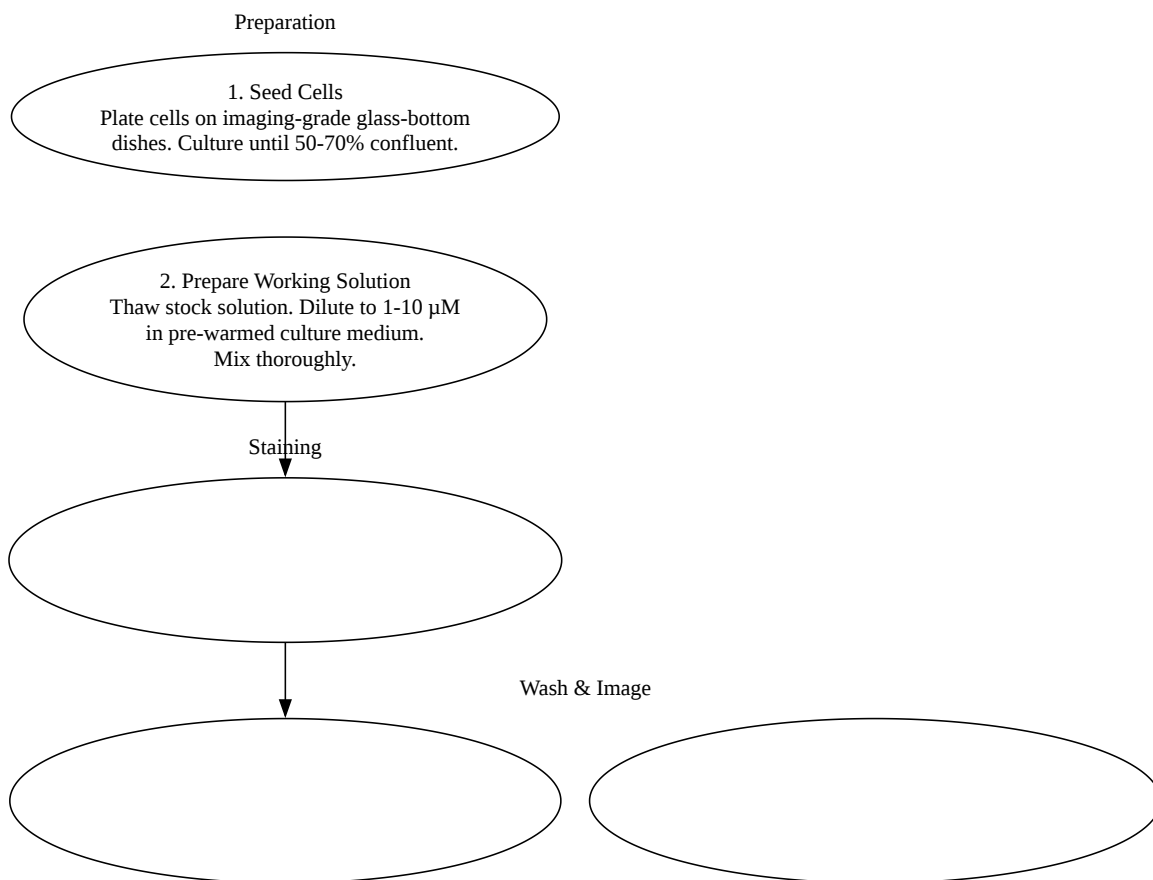 Preparation
1. Seed Cells
Plate cells on imaging-grade glass-bottom
dishes. Culture until 50-70% confluent.
2. Prepare Working Solution
Thaw stock solution. Dilute to 1-10 µM
in pre-warmed culture medium.
Mix thoroughly.
Staining
Wash & Image